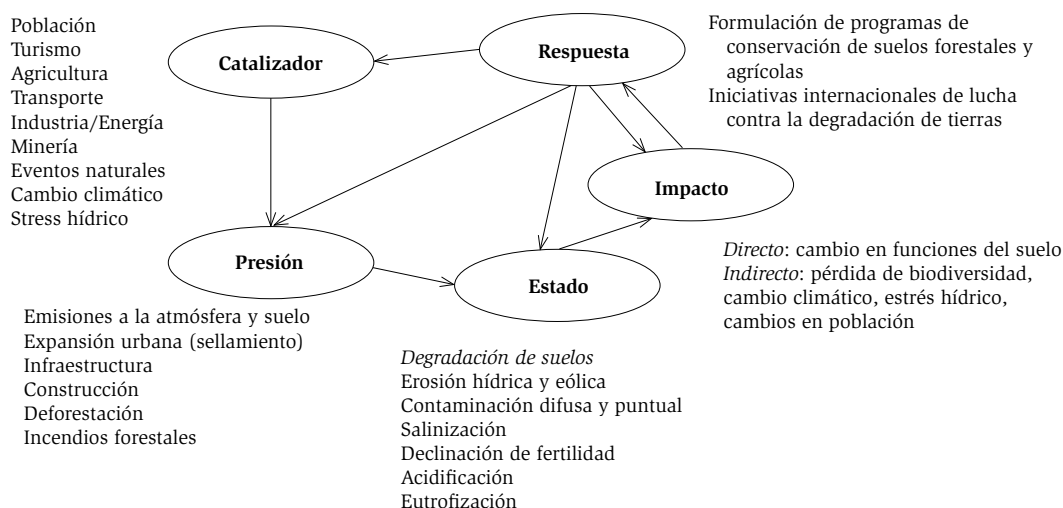 Población
Turismo
Agricultura
Transporte
Industria/Energía
Minería
Eventos naturales
Cambio climático
Stress hídrico
Catalizador
Respuesta
Formulación de programas de
conservación de suelos forestales y
agrícolas
Iniciativas internacionales de lucha
contra la degradación de tierras
Impacto
Directo: cambio en funciones del suelo
Indirecto: pérdida de biodiversidad,
cambio climático, estrés hídrico,
cambios en población
Presión
Emisiones a la atmósfera y suelo
Expansión urbana (sellamiento)
Infraestructura
Construcción
Deforestación
Incendios forestales
Estado
Degradación de suelos
Erosión hídrica y eólica
Contaminación difusa y puntual
Salinización
Declinación de fertilidad
Acidificación
Eutrofización